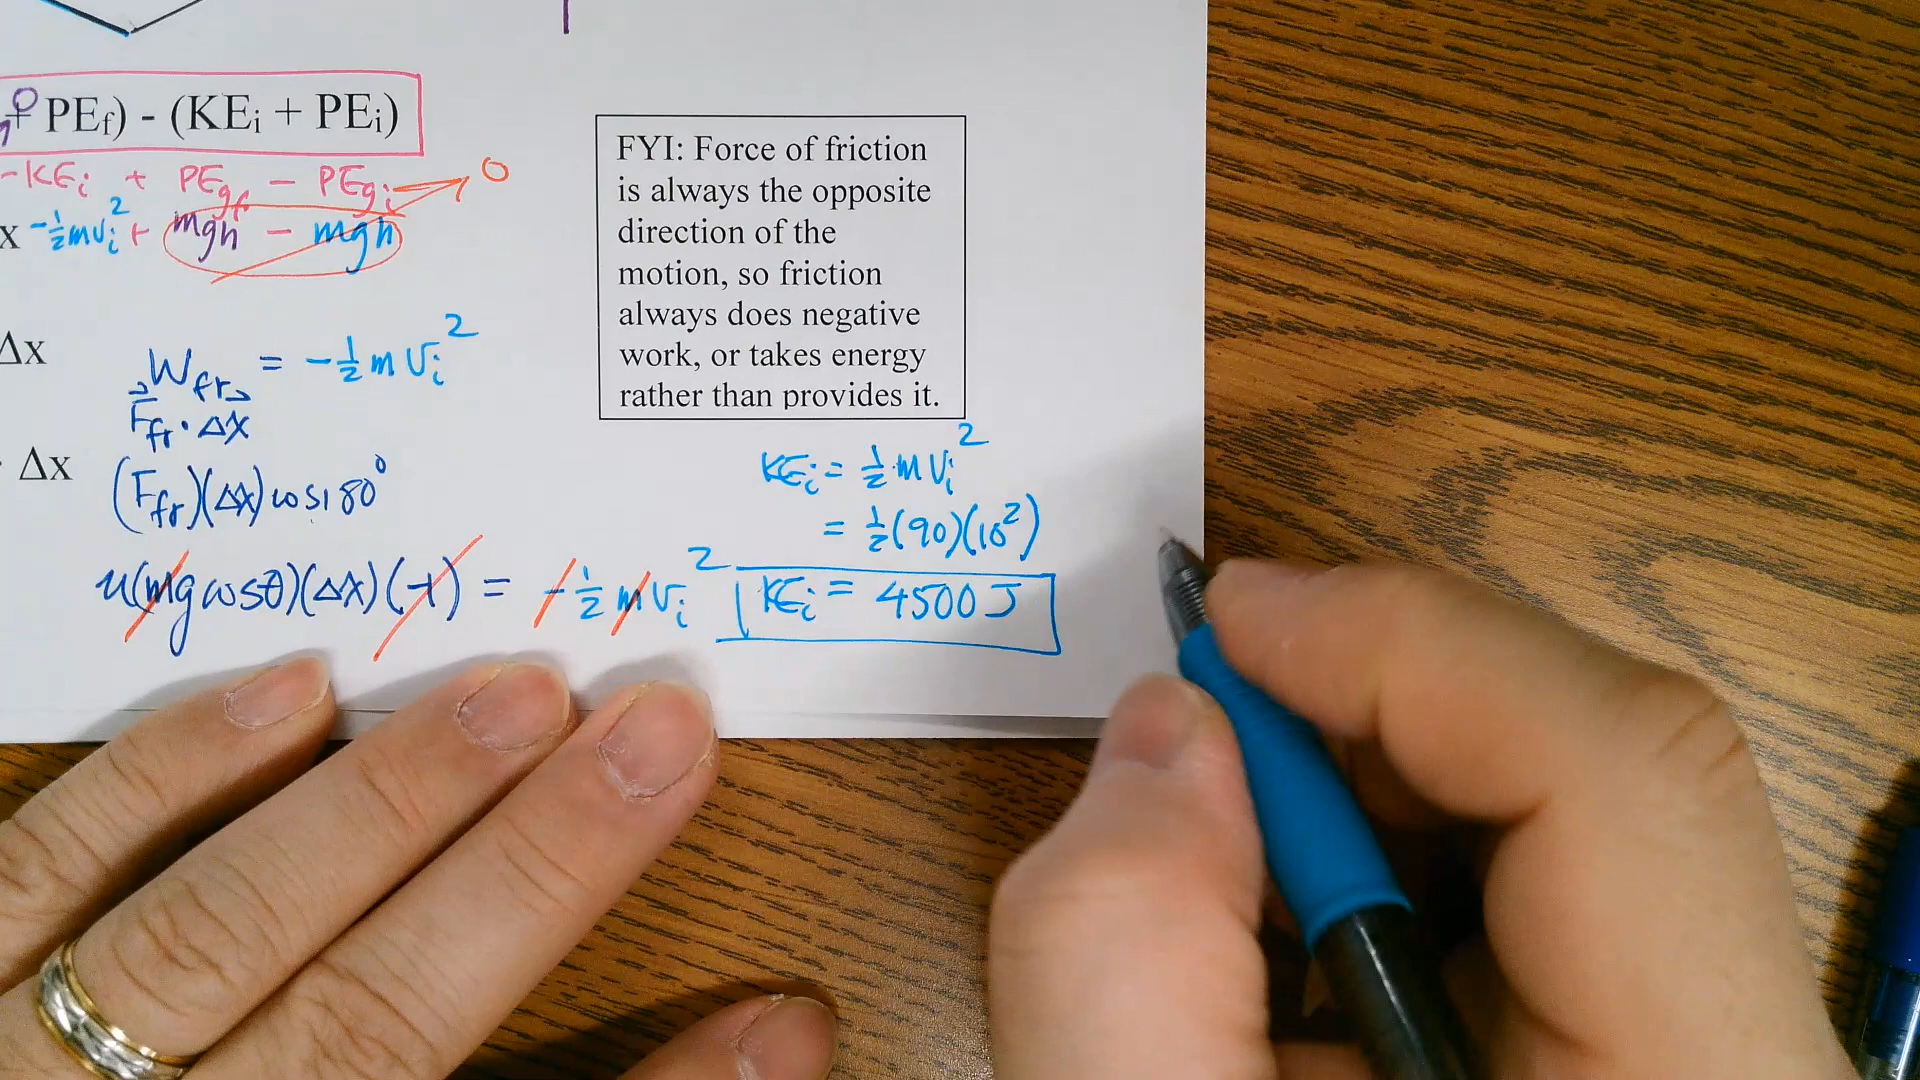 PEf) - (KEi + PEi)
-KEi + PEgf - PEgi → 0
x -½mvi² + mgh - mgh
FYI: Force of friction
is always the opposite
direction of the
motion, so friction
always does negative
work, or takes energy
rather than provides it.
Δx
Wfr = -½mvi²
Ffr · Δx
Δx
(Ffr)(Δx)cos180°
u(mgcosθ)(Δx)(-1) = -½mvi²
KEi = ½mvi²
= ½(90)(10²)
KEi = 4500J